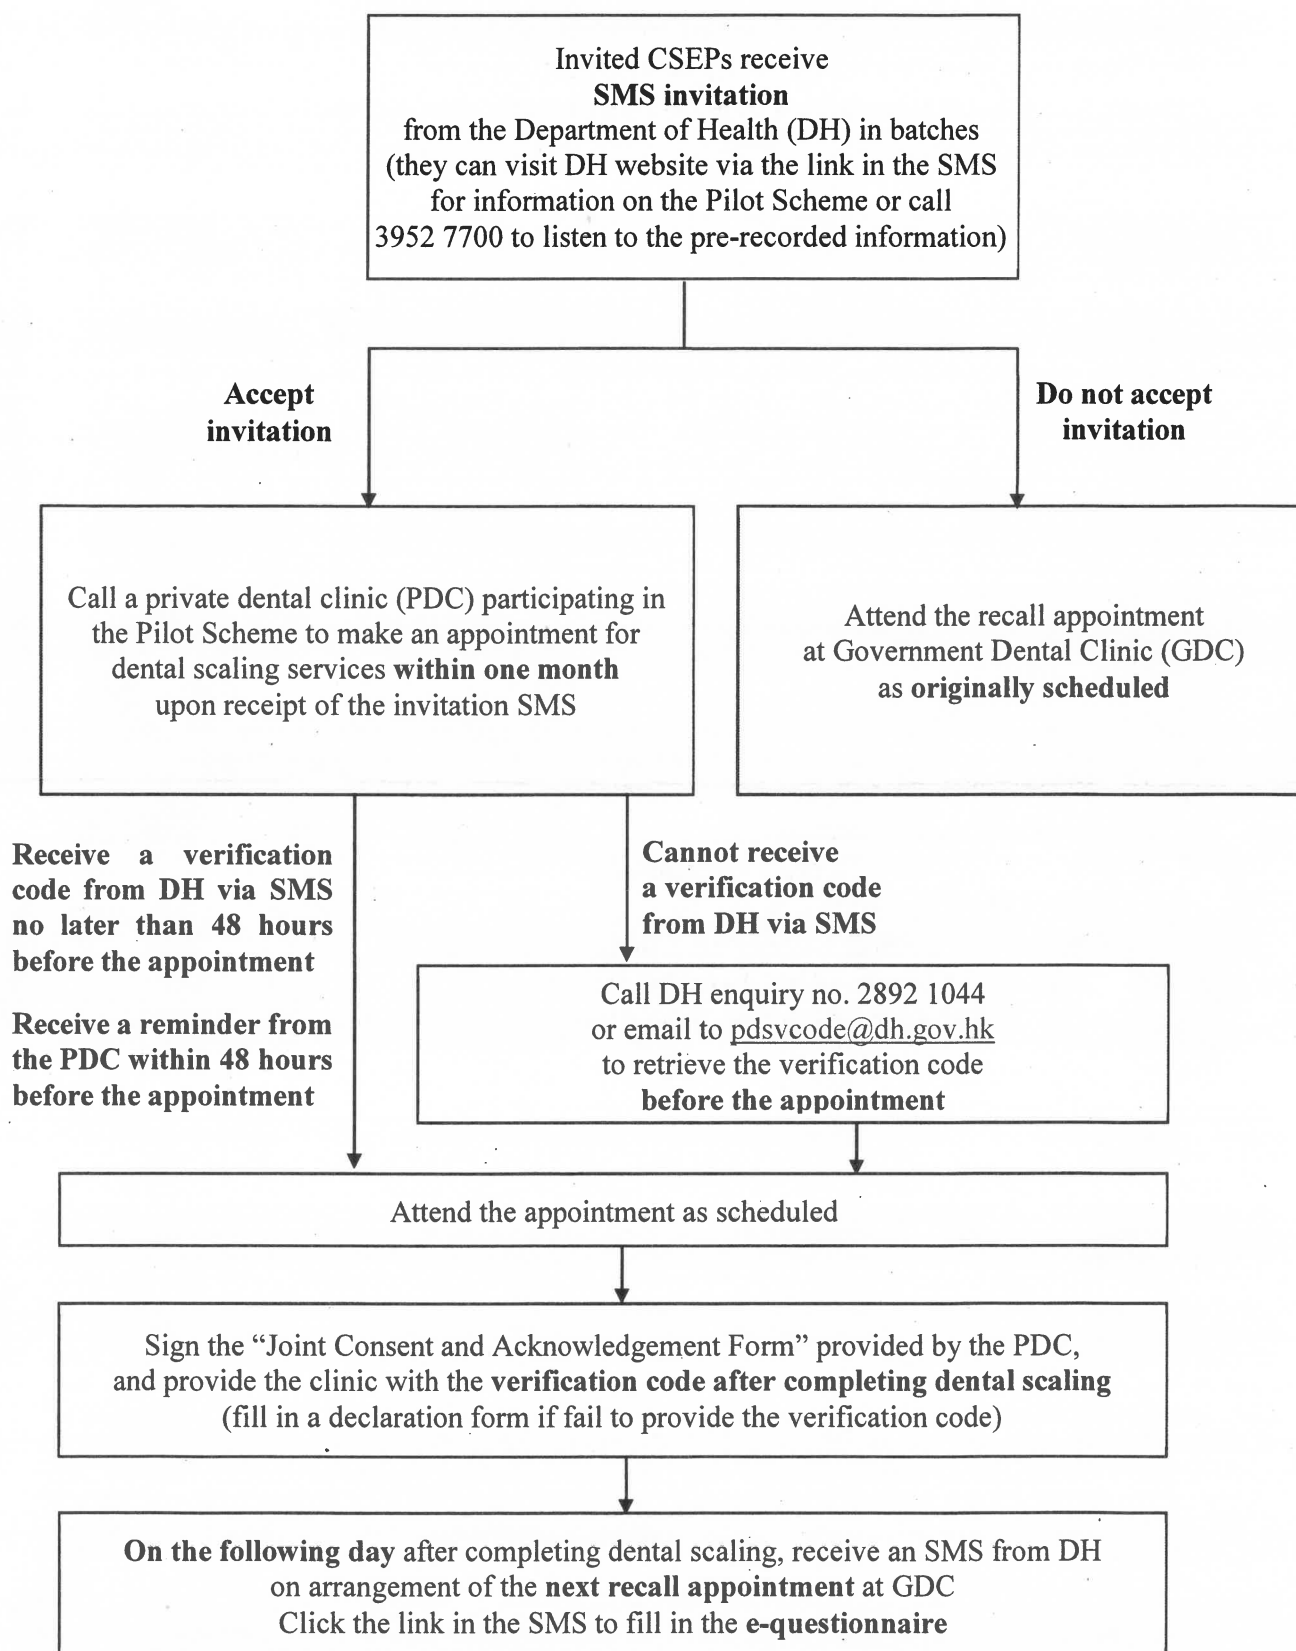 Invited CSEPs receive
SMS invitation
from the Department of Health (DH) in batches
(they can visit DH website via the link in the SMS
for information on the Pilot Scheme or call
3952 7700 to listen to the pre-recorded information)
Accept
invitation
Do not accept
invitation
Call a private dental clinic (PDC) participating in
the Pilot Scheme to make an appointment for
dental scaling services within one month
upon receipt of the invitation SMS
Attend the recall appointment
at Government Dental Clinic (GDC)
as originally scheduled
Receive a verification
code from DH via SMS
no later than 48 hours
before the appointment
Receive a reminder from
the PDC within 48 hours
before the appointment
Cannot receive
a verification code
from DH via SMS
Call DH enquiry no. 2892 1044
or email to pdsvcode@dh.gov.hk
to retrieve the verification code
before the appointment
Attend the appointment as scheduled
Sign the “Joint Consent and Acknowledgement Form” provided by the PDC,
and provide the clinic with the verification code after completing dental scaling
(fill in a declaration form if fail to provide the verification code)
On the following day after completing dental scaling, receive an SMS from DH
on arrangement of the next recall appointment at GDC
Click the link in the SMS to fill in the e-questionnaire